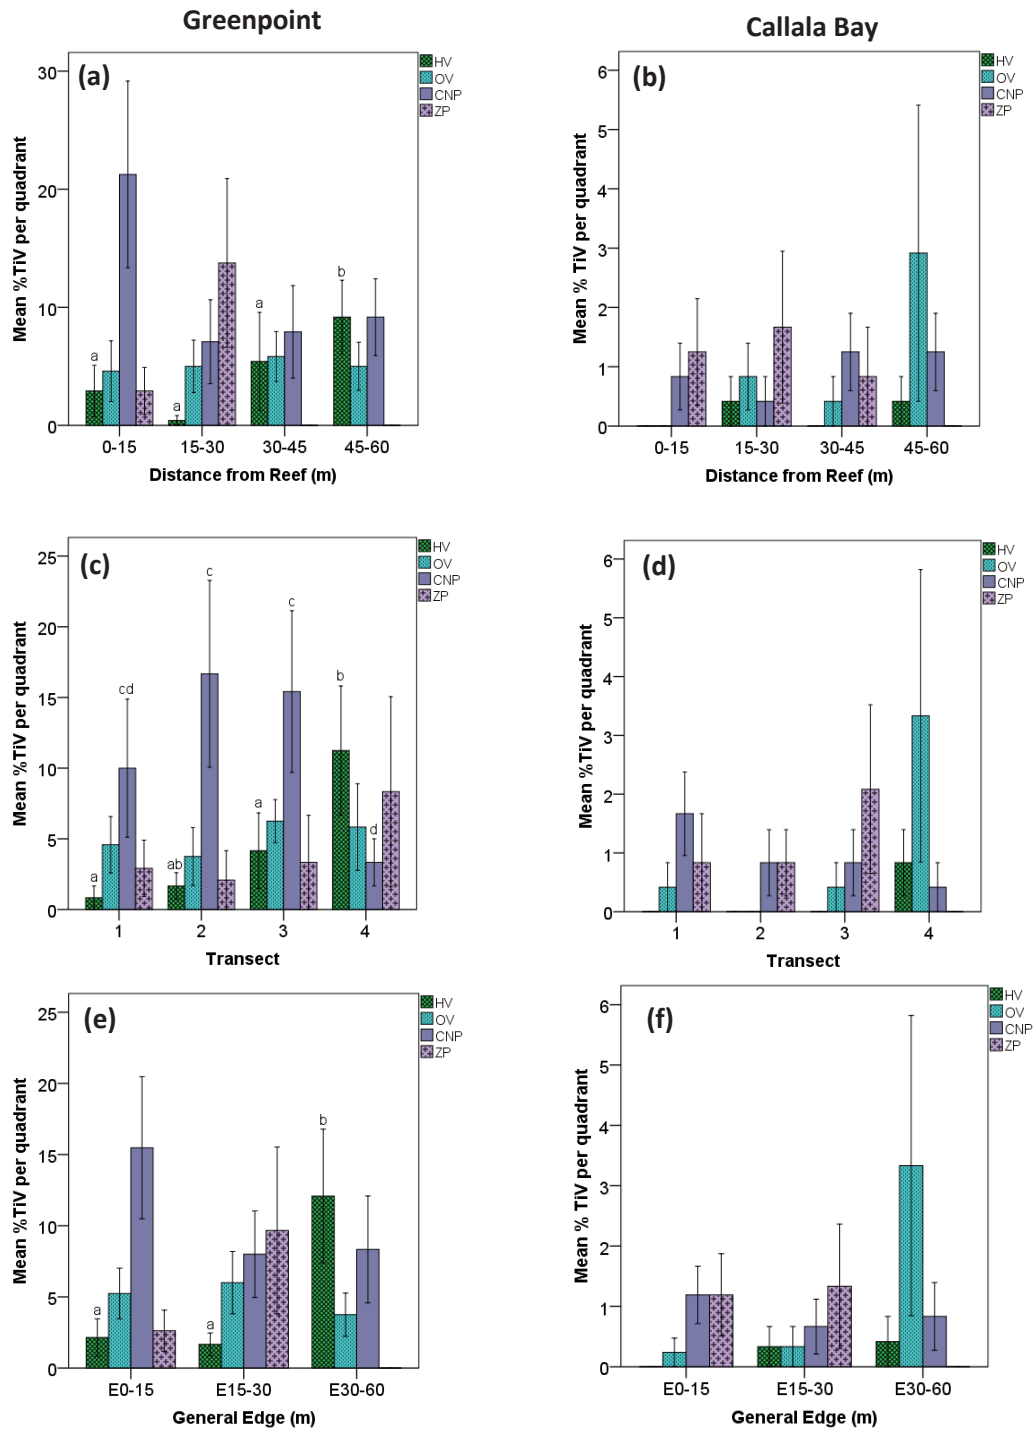 Greenpoint
Callala Bay
(a)
HV
OV
CNP
ZP
30
20
10
0
Mean %TiV per quadrant
a
a
a
b
0-15
15-30
30-45
45-60
Distance from Reef (m)
(b)
HV
OV
CNP
ZP
6
5
4
3
2
1
0
Mean % TiV per quadrant
0-15
15-30
30-45
45-60
Distance from Reef (m)
(c)
HV
OV
CNP
ZP
25
20
15
10
5
0
Mean %TiV per quadrant
a
cd
ab
c
a
c
b
d
1
2
3
4
Transect
(d)
HV
OV
CNP
ZP
6
5
4
3
2
1
0
Mean %TiV per quadrant
1
2
3
4
Transect
(e)
HV
OV
CNP
ZP
25
20
15
10
5
0
Mean %TiV per quadrant
a
a
b
E0-15
E15-30
E30-60
General Edge (m)
(f)
HV
OV
CNP
ZP
6
5
4
3
2
1
0
Mean % TiV per quadrant
E0-15
E15-30
E30-60
General Edge (m)